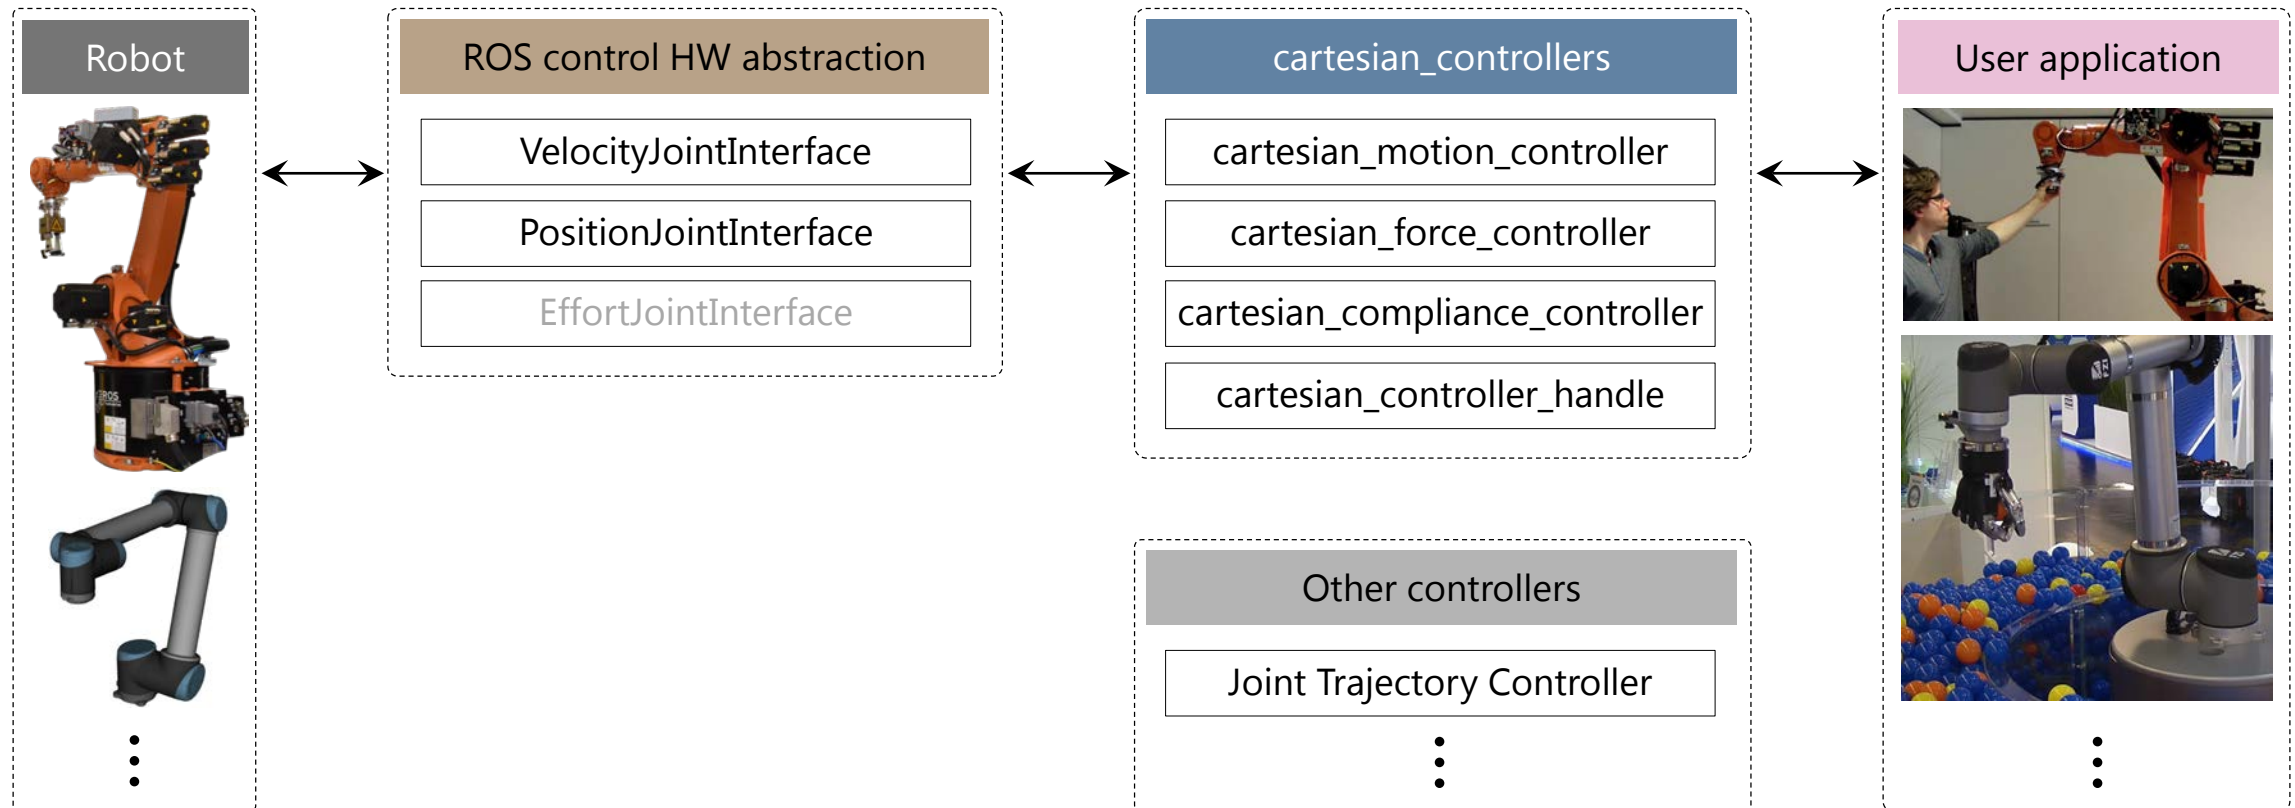 Robot
ROS control HW abstraction
VelocityJointInterface
PositionJointInterface
EffortJointInterface
cartesian_controllers
cartesian_motion_controller
cartesian_force_controller
cartesian_compliance_controller
cartesian_controller_handle
Other controllers
Joint Trajectory Controller
User application
FZI